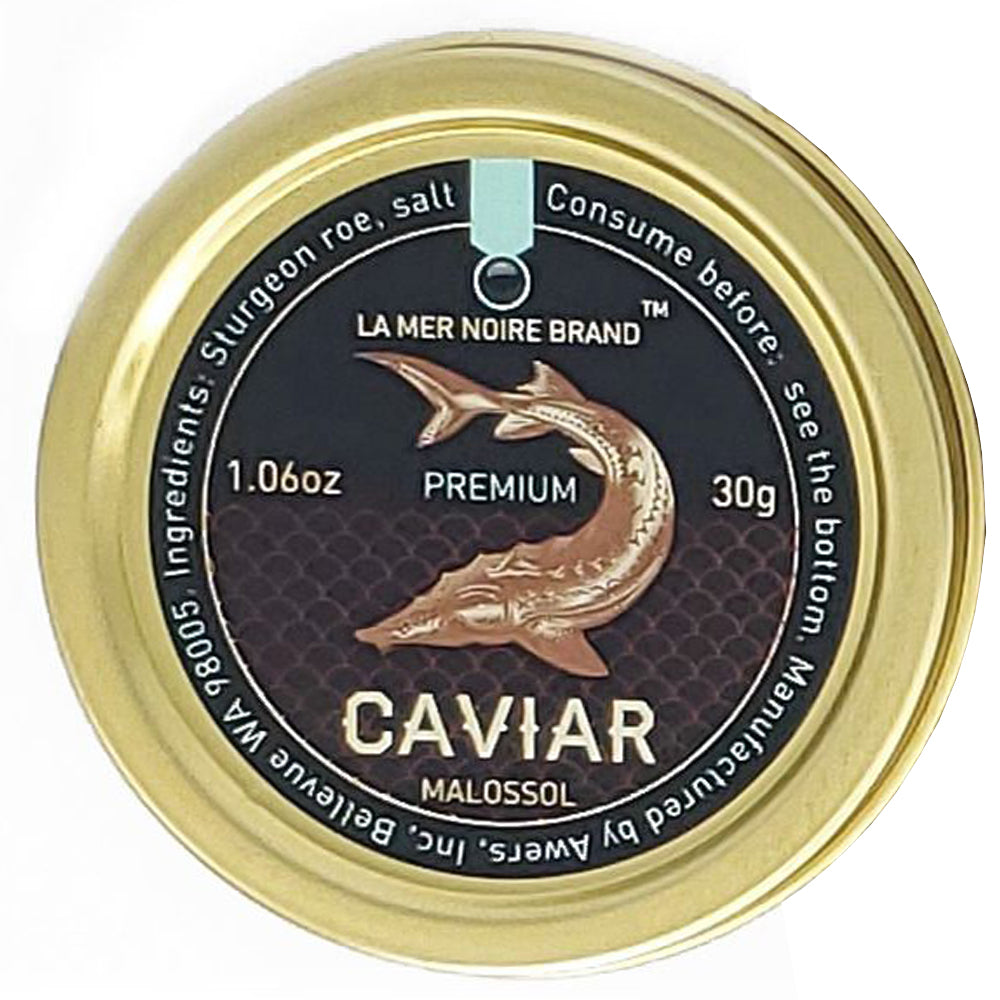 LA MER NOIRE BRAND™
1.06oz PREMIUM 30g
CAVIAR
MALOSSOL
Consume before: see the bottom. Manufactured by Awers, Inc, Bellevue WA 98005. Ingredients: Sturgeon roe, salt